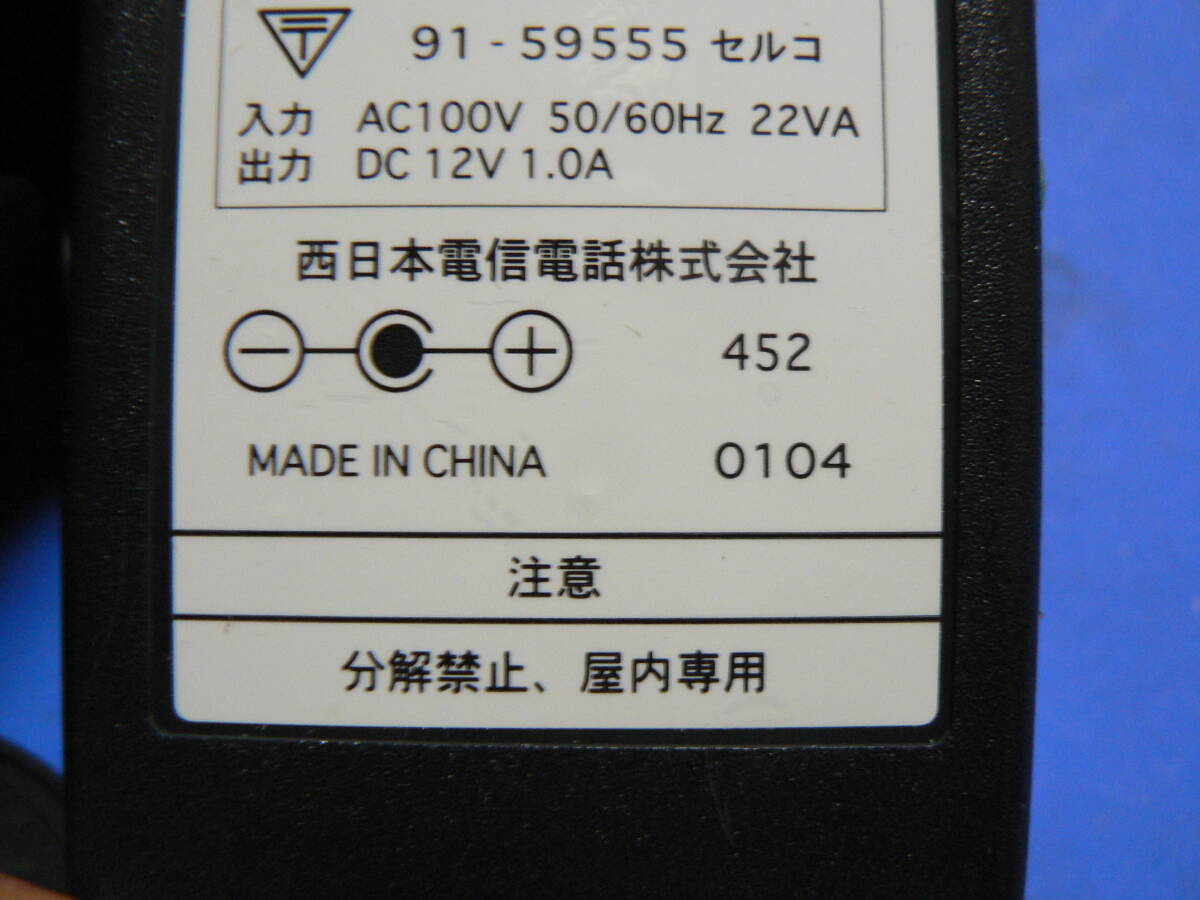 〒 91-59555 セルコ
入力 AC100V 50/60Hz 22VA
出力 DC 12V 1.0A
西日本電信電話株式会社
452
MADE IN CHINA 0104
注意
分解禁止、屋内専用